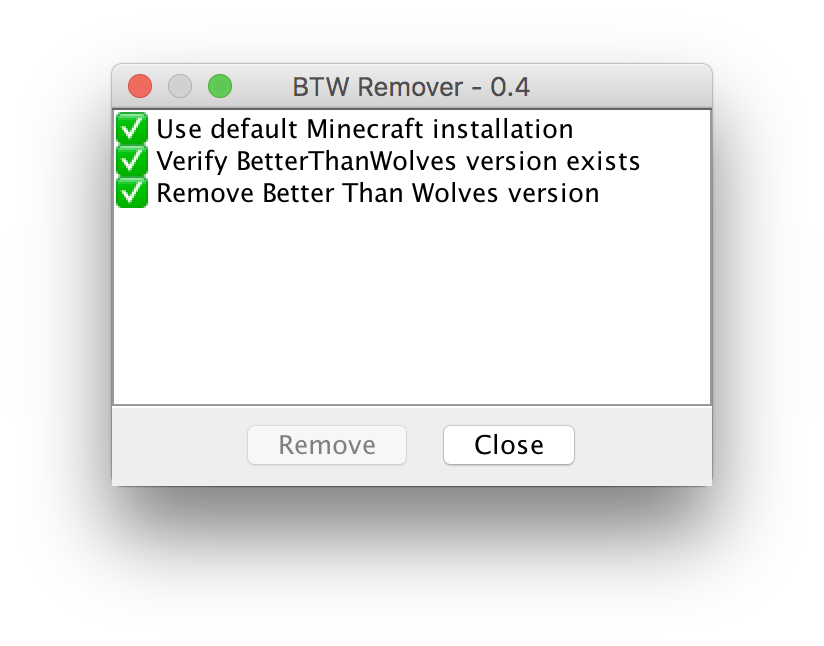 BTW Remover - 0.4
Use default Minecraft installation
Verify BetterThanWolves version exists
Remove Better Than Wolves version
Remove
Close